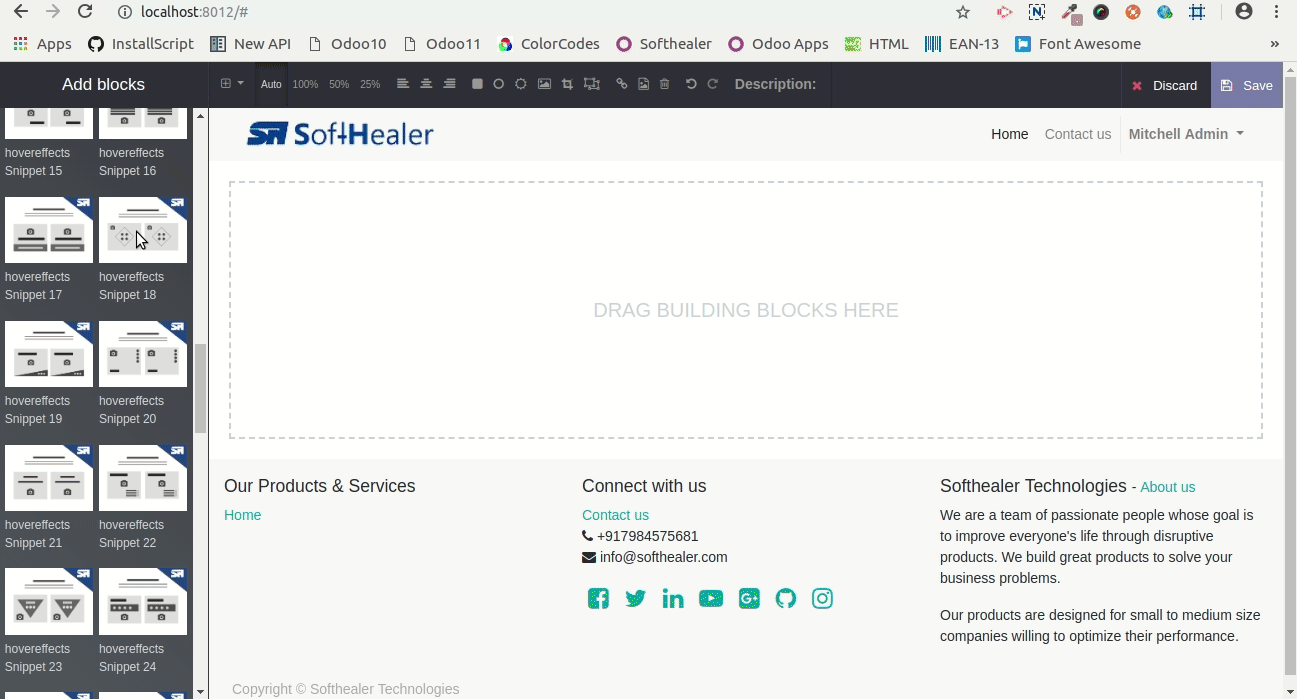 localhost:8012/#
Apps InstallScript New API Odoo10 Odoo11 ColorCodes Softhealer Odoo Apps HTML EAN-13 Font Awesome »
Add blocks Auto 100% 50% 25% Description: Discard Save
SoftHealer Home Contact us Mitchell Admin
hovereffects Snippet 15
hovereffects Snippet 16
hovereffects Snippet 17
hovereffects Snippet 18
hovereffects Snippet 19
hovereffects Snippet 20
hovereffects Snippet 21
hovereffects Snippet 22
hovereffects Snippet 23
hovereffects Snippet 24
DRAG BUILDING BLOCKS HERE
Our Products & Services
Home
Connect with us
Contact us
+917984575681
info@softhealer.com
Softhealer Technologies - About us
We are a team of passionate people whose goal is
to improve everyone's life through disruptive
products. We build great products to solve your
business problems.
Our products are designed for small to medium size
companies willing to optimize their performance.
Copyright © Softhealer Technologies